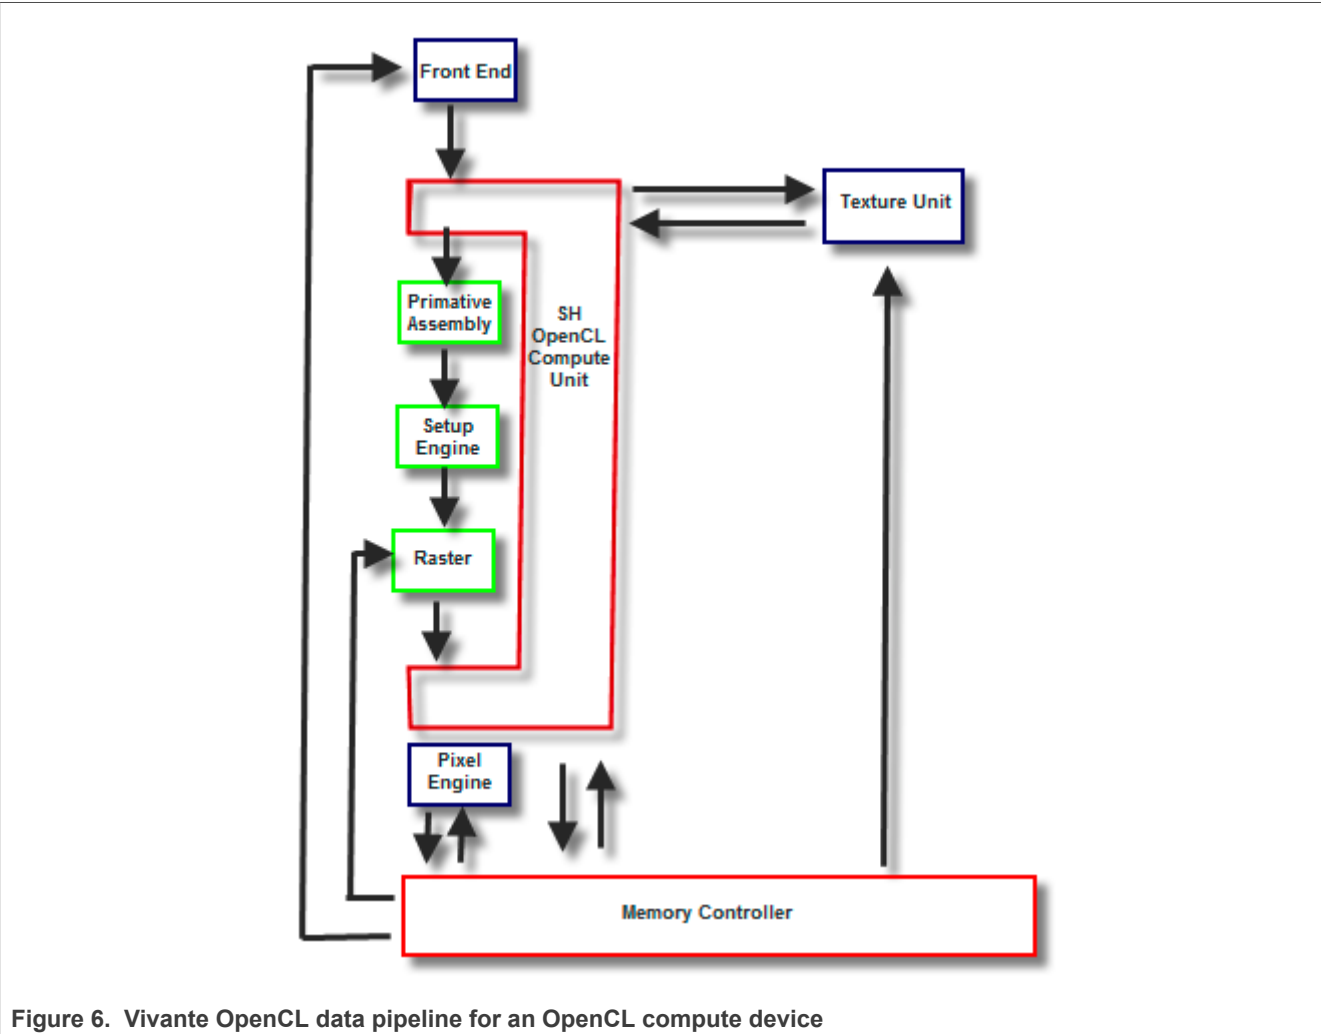 Front End
Texture Unit
Primative
Assembly
SH
OpenCL
Compute
Unit
Setup
Engine
Raster
Pixel
Engine
Memory Controller
Figure 6.  Vivante OpenCL data pipeline for an OpenCL compute device